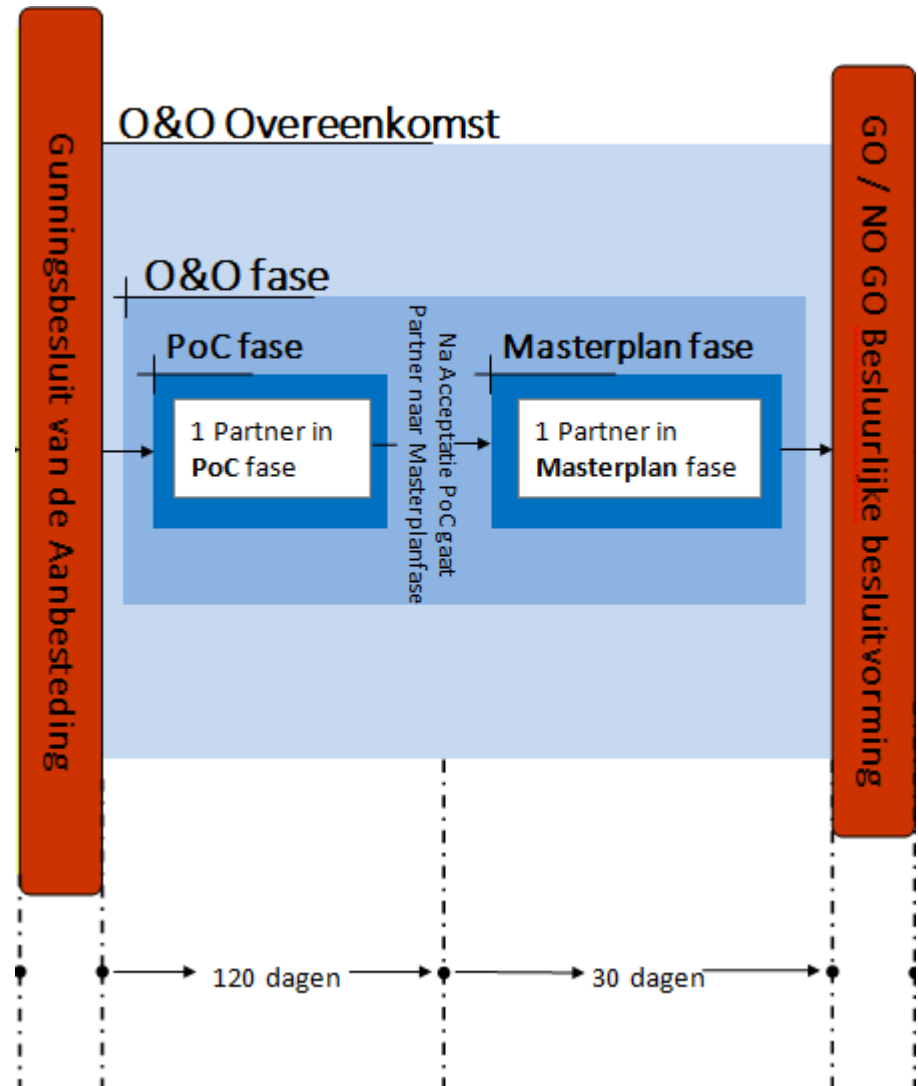 Gunningsbesluit van de Aanbesteding
O&O Overeenkomst
O&O fase
PoC fase
1 Partner in
PoC fase
Na Acceptatie PoC gaat
Partner naar Masterplanfase
Masterplan fase
1 Partner in
Masterplan fase
GO / NO GO Besluurlijke besluitvorming
120 dagen
30 dagen